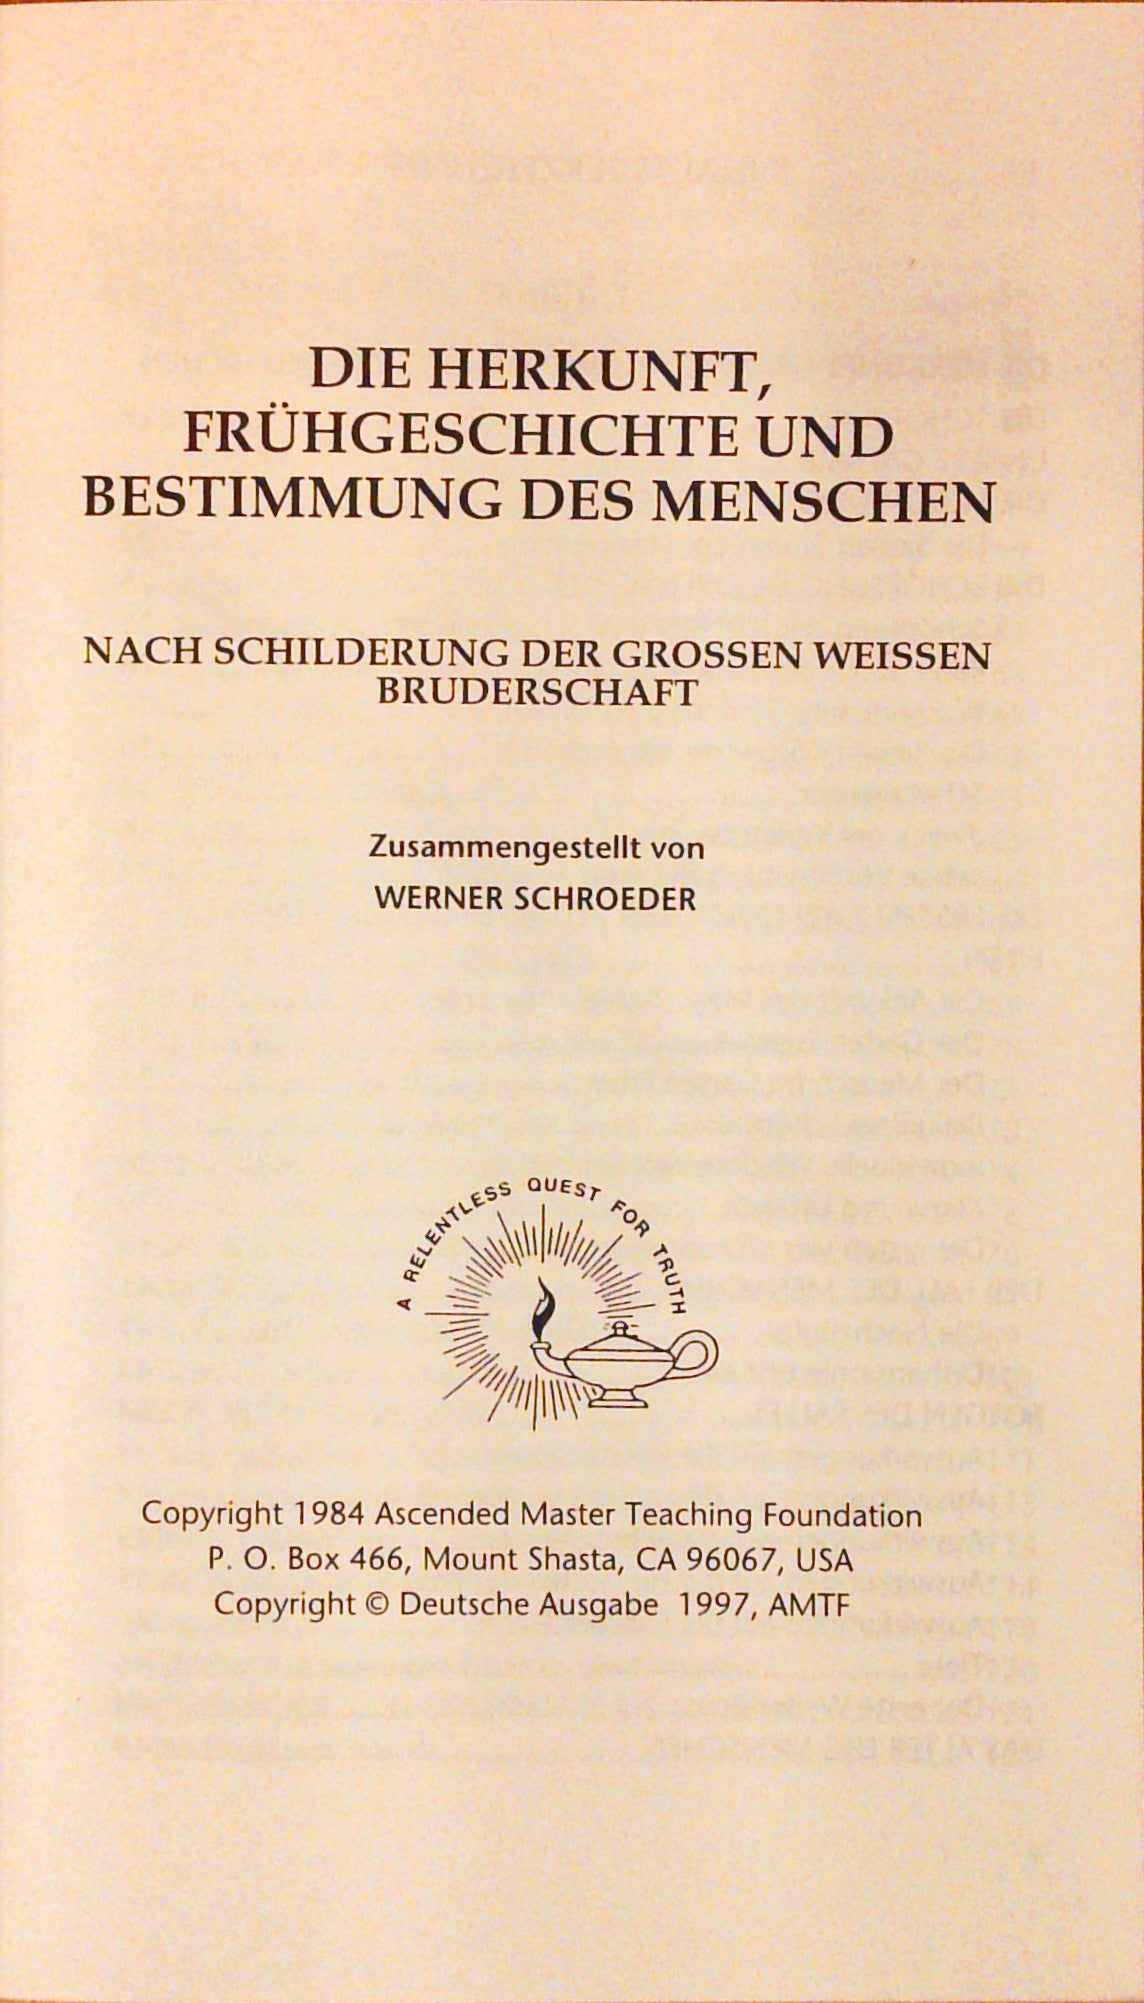 DIE HERKUNFT,
FRÜHGESCHICHTE UND
BESTIMMUNG DES MENSCHEN
NACH SCHILDERUNG DER GROSSEN WEISSEN
BRUDERSCHAFT
Zusammengestellt von
WERNER SCHROEDER
A RELENTLESS QUEST FOR TRUTH
Copyright 1984 Ascended Master Teaching Foundation
P. O. Box 466, Mount Shasta, CA 96067, USA
Copyright © Deutsche Ausgabe 1997, AMTF